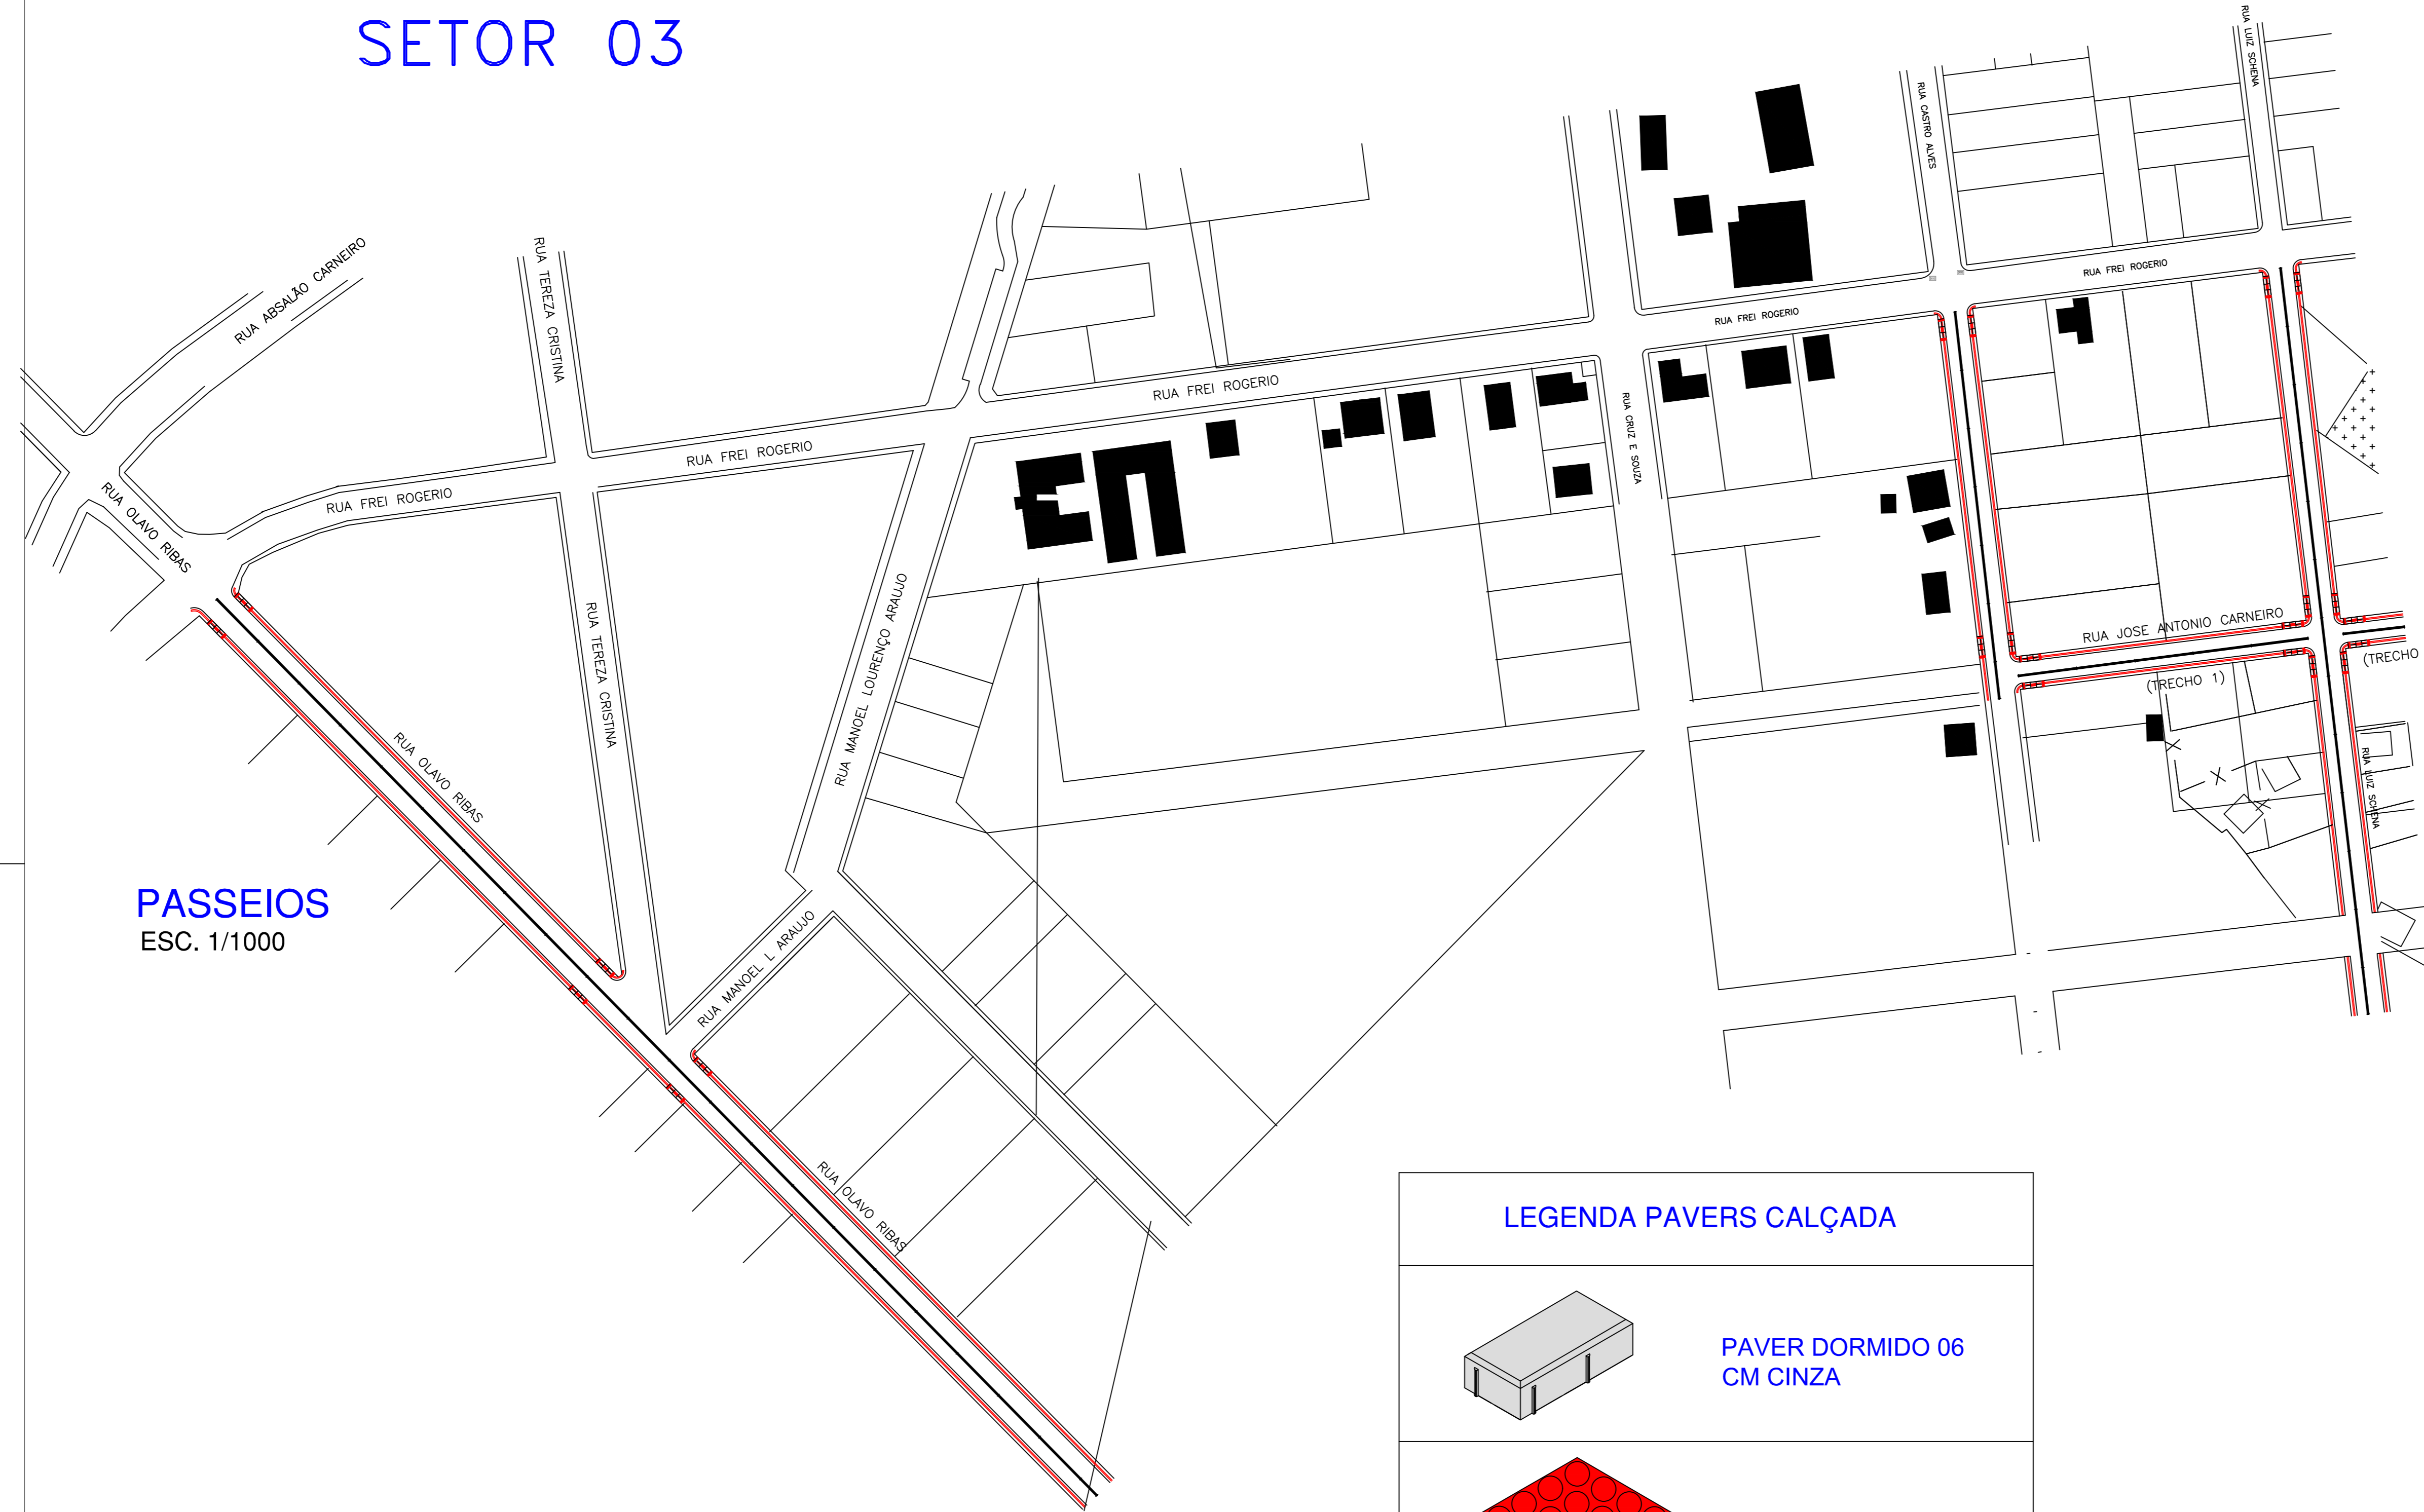 SETOR 03
RUA LUIZ SCHENA
RUA CASTRO ALVES
RUA ABSALÃO CARNEIRO
RUA TEREZA CRISTINA
RUA FREI ROGERIO
RUA FREI ROGERIO
RUA FREI ROGERIO
RUA FREI ROGERIO
RUA FREI ROGERIO
RUA CRUZ E SOUZA
RUA OLAVO RIBAS
RUA TEREZA CRISTINA
RUA MANOEL LOURENÇO ARAUJO
RUA JOSE ANTONIO CARNEIRO
(TRECHO
(TRECHO 1)
RUA LUIZ SCHENA
RUA OLAVO RIBAS
PASSEIOS
ESC. 1/1000
RUA MANOEL L ARAUJO
RUA OLAVO RIBAS
LEGENDA PAVERS CALÇADA
PAVER DORMIDO 06
CM CINZA